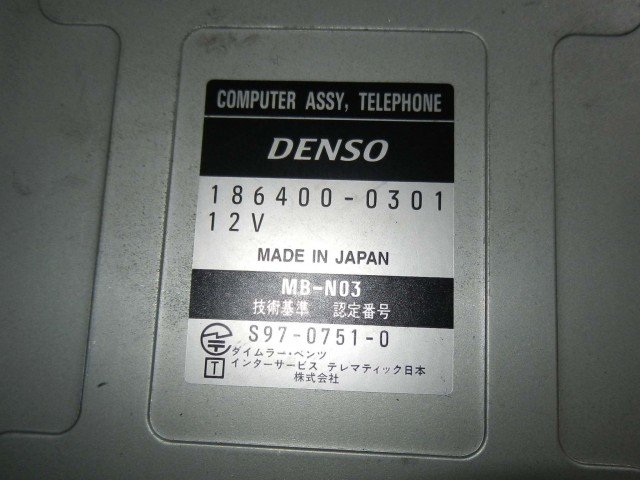 COMPUTER ASSY, TELEPHONE
DENSO
186400-0301
12V
MADE IN JAPAN
MB-N03
技術基準 認定番号
S97-0751-0
タイムラー・ベンツ
T インターサービス テレマティック日本
株式会社